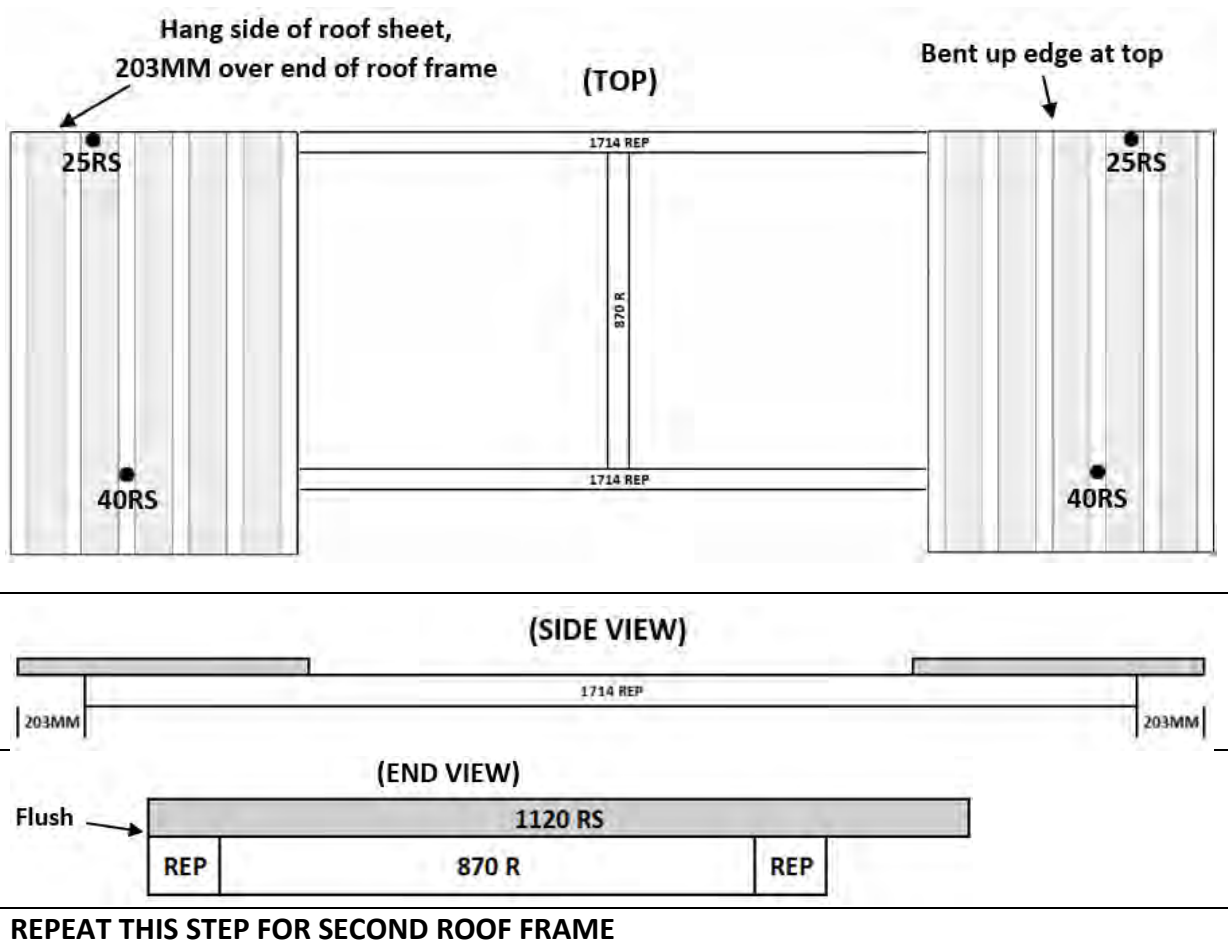 Hang side of roof sheet,
203MM over end of roof frame
(TOP)
Bent up edge at top
25RS
1714 REP
25RS
870 R
40RS
1714 REP
40RS
(SIDE VIEW)
1714 REP
203MM
203MM
(END VIEW)
Flush
1120 RS
REP
870 R
REP
REPEAT THIS STEP FOR SECOND ROOF FRAME